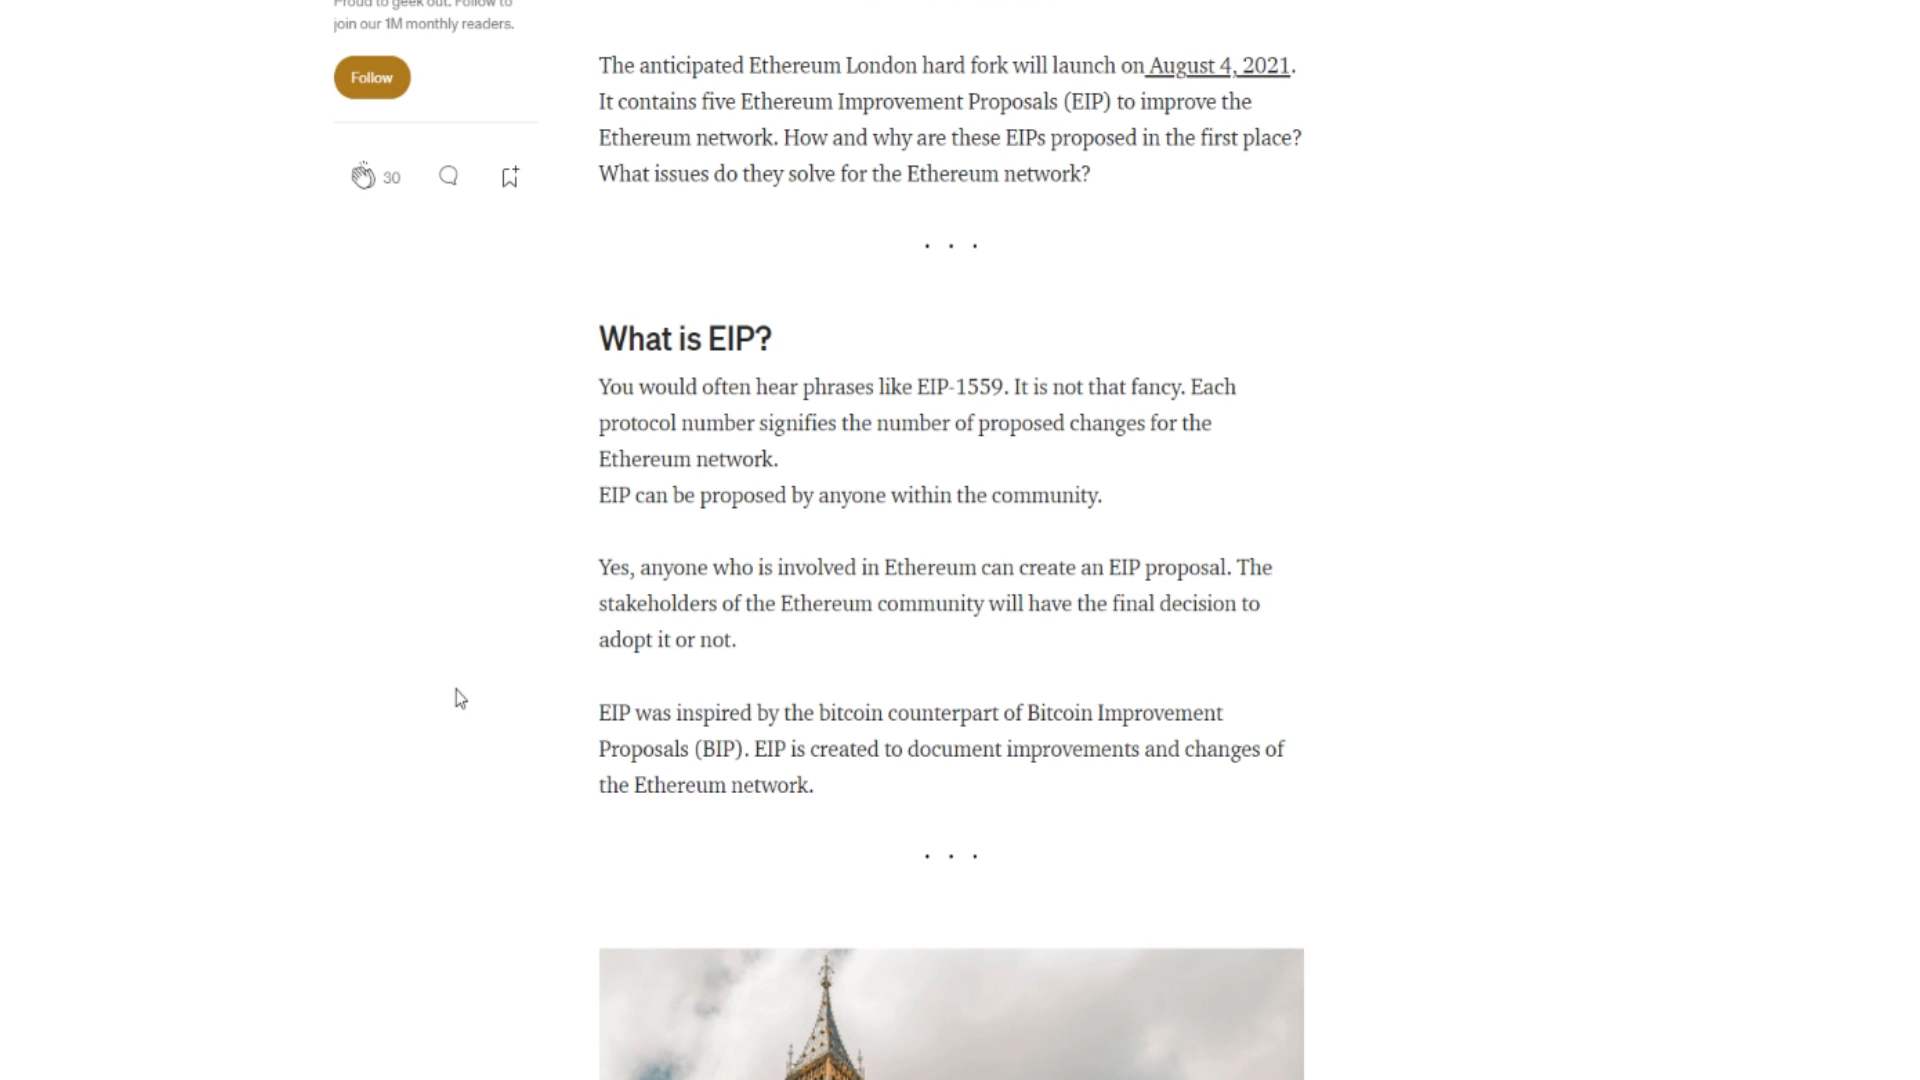 Proud to geek out. Follow to
join our 1M monthly readers.
Follow
30
The anticipated Ethereum London hard fork will launch on August 4, 2021.
It contains five Ethereum Improvement Proposals (EIP) to improve the
Ethereum network. How and why are these EIPs proposed in the first place?
What issues do they solve for the Ethereum network?
. . .
What is EIP?
You would often hear phrases like EIP-1559. It is not that fancy. Each
protocol number signifies the number of proposed changes for the
Ethereum network.
EIP can be proposed by anyone within the community.
Yes, anyone who is involved in Ethereum can create an EIP proposal. The
stakeholders of the Ethereum community will have the final decision to
adopt it or not.
EIP was inspired by the bitcoin counterpart of Bitcoin Improvement
Proposals (BIP). EIP is created to document improvements and changes of
the Ethereum network.
. . .